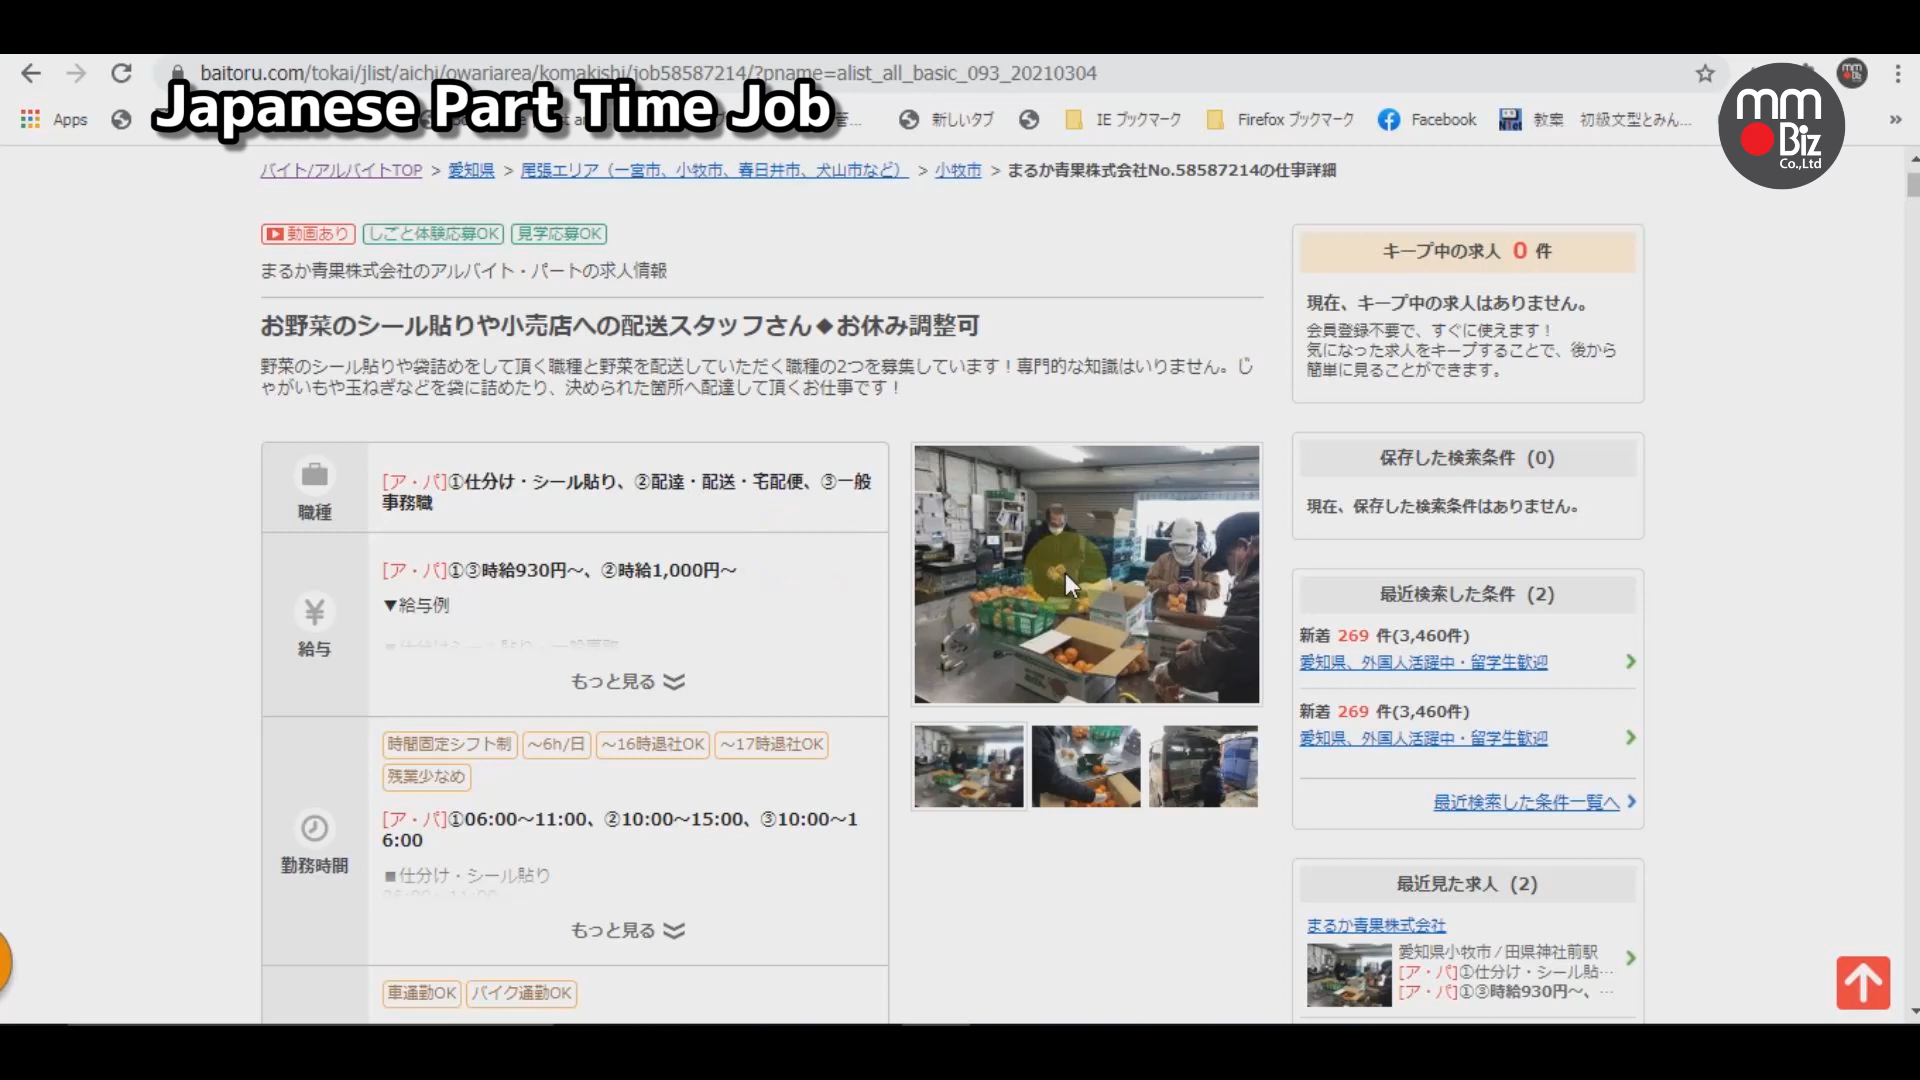 baitoru.com/tokai/jlist/aichi/owariarea/komakishi/job58587214/?pname=alist_all_basic_093_20210304
Apps
Japanese Part Time Job
新しいタブ
IE ブックマーク
Firefox ブックマーク
Facebook
教案
初級文型とみん...
mm
Biz
Co.,Ltd
バイト/アルバイトTOP > 愛知県 > 尾張エリア（一宮市、小牧市、春日井市、犬山市など） > 小牧市 > まるか青果株式会社No.58587214の仕事詳細
動画あり しごと体験応募OK 見学応募OK
まるか青果株式会社のアルバイト・パートの求人情報
お野菜のシール貼りや小売店への配送スタッフさん◆お休み調整可
野菜のシール貼りや袋詰めをして頂く職種と野菜を配送していただく職種の2つを募集しています！専門的な知識はいりません。じ
ゃがいもや玉ねぎなどを袋に詰めたり、決められた箇所へ配達して頂くお仕事です！
職種
[ア・パ]①仕分け・シール貼り、②配達・配送・宅配便、③一般
事務職
給与
[ア・パ]①③時給930円～、②時給1,000円～
▼給与例
■仕分けシール貼り・一般事務
もっと見る
勤務時間
時間固定シフト制 ～6h/日 ～16時退社OK ～17時退社OK
残業少なめ
[ア・パ]①06:00～11:00、②10:00～15:00、③10:00～1
6:00
■仕分け・シール貼り
もっと見る
車通勤OK バイク通勤OK
キープ中の求人 0 件
現在、キープ中の求人はありません。
会員登録不要で、すぐに使えます！
気になった求人をキープすることで、後から
簡単に見ることができます。
保存した検索条件 (0)
現在、保存した検索条件はありません。
最近検索した条件 (2)
新着 269 件(3,460件)
愛知県、外国人活躍中・留学生歓迎
新着 269 件(3,460件)
愛知県、外国人活躍中・留学生歓迎
最近検索した条件一覧へ
最近見た求人 (2)
まるか青果株式会社
愛知県小牧市/田県神社前駅
[ア・パ]①仕分け・シール貼…
[ア・パ]①③時給930円～、…